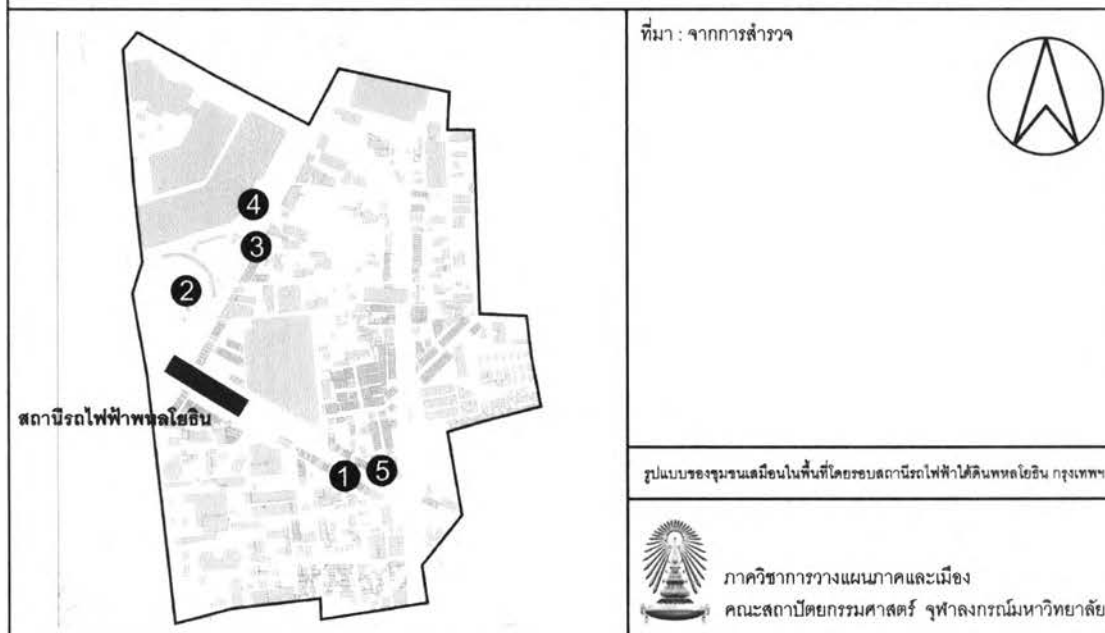 ที่มา : จากการสำรวจ
4
3
2
สถานีรถไฟฟ้าพหลโยธิน
1
5
รูปแบบของชุมชนเสมือนในพื้นที่โดยรอบสถานีรถไฟฟ้าใต้ดินพหลโยธิน กรุงเทพฯ
ภาควิชาการวางแผนภาคและเมือง
คณะสถาปัตยกรรมศาสตร์ จุฬาลงกรณ์มหาวิทยาลัย